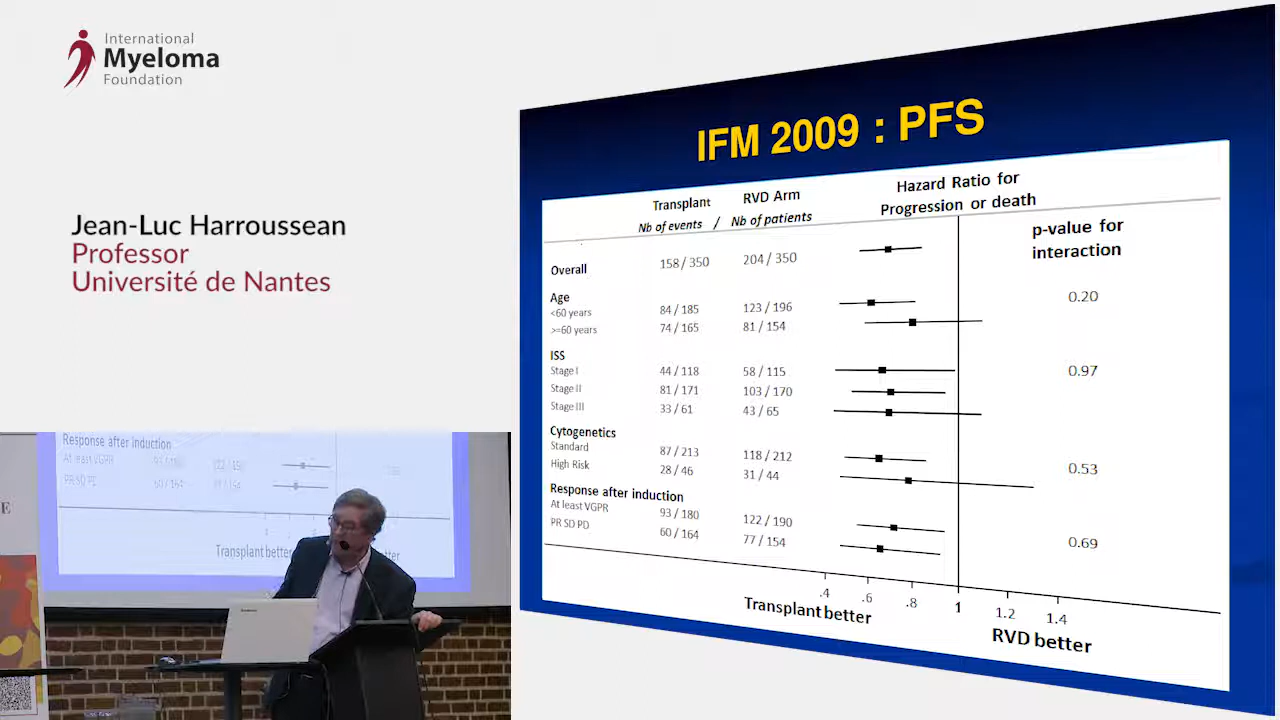 International
Myeloma
Foundation
Jean-Luc Harroussean
Professor
Université de Nantes
IFM 2009 : PFS
Transplant RVD Arm Hazard Ratio for
Nb of events / Nb of patients Progression or death
p-value for
interaction
Overall 158 / 350 204 / 350
Age 0.20
<60 years 84 / 185 123 / 196
>=60 years 74 / 165 81 / 154
ISS
Stage I 44 / 118 58 / 115 0.97
Stage II 81 / 171 103 / 170
Stage III 33 / 61 43 / 65
Cytogenetics
Standard 87 / 213 118 / 212
High Risk 28 / 46 31 / 44 0.53
Response after induction
At least VGPR 93 / 180 122 / 190
PR SD PD 60 / 164 77 / 154 0.69
.4 .6 .8 1 1.2 1.4
Transplant better RVD better
Response after induction
At least VGPR 122 / 190
PR SD PD 60 / 164
Transplant better